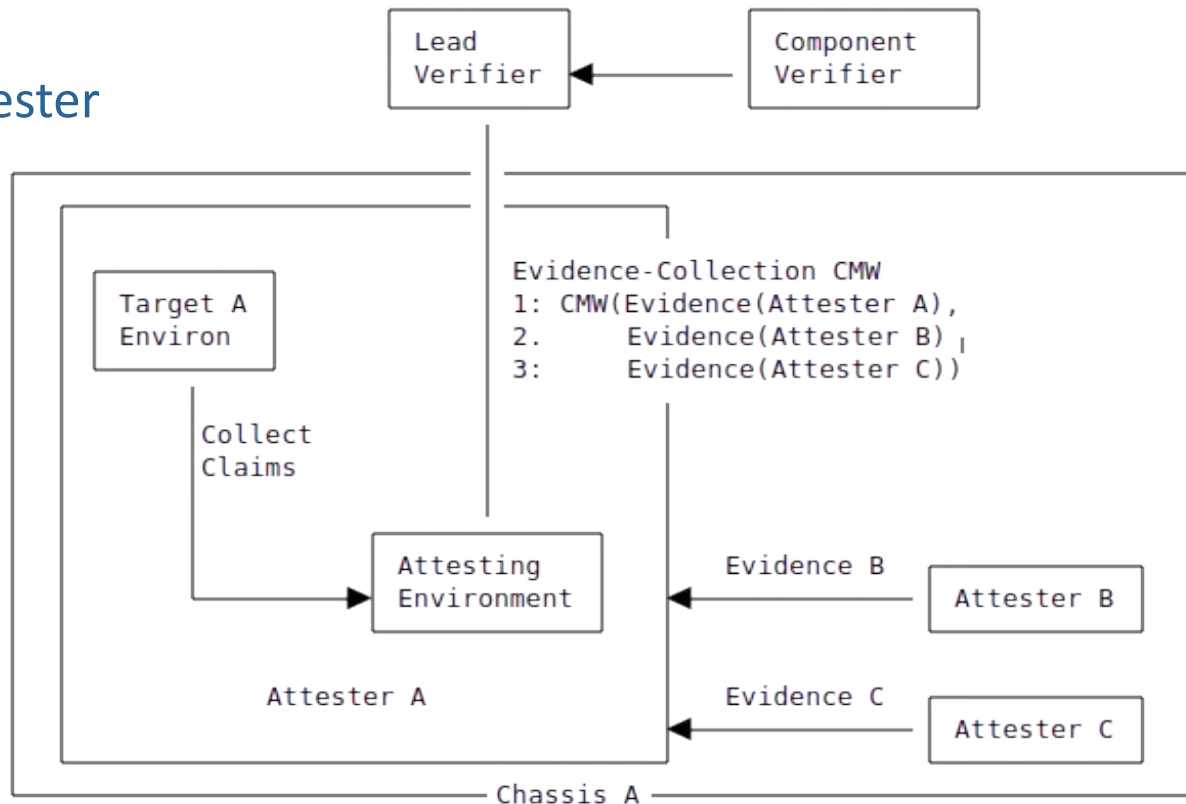 Lead
Verifier
Component
Verifier
ester
Target A
Environ
Evidence-Collection CMW
1: CMW(Evidence(Attester A),
2.     Evidence(Attester B) ,
3:     Evidence(Attester C))
Collect
Claims
Attesting
Environment
Evidence B
Attester B
Attester A
Evidence C
Attester C
Chassis A